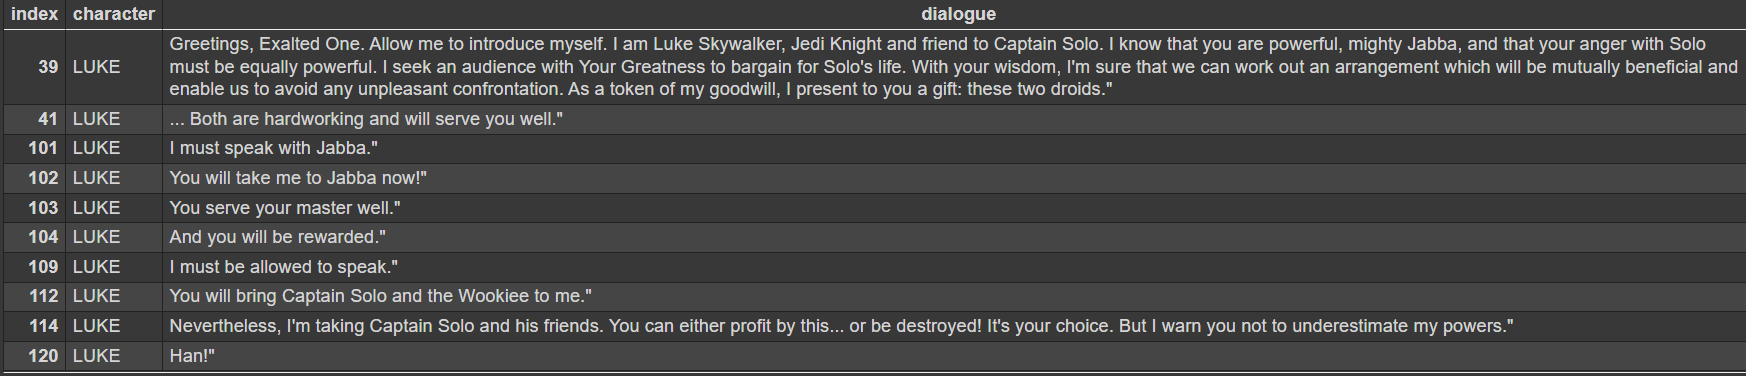 index character dialogue
Greetings, Exalted One. Allow me to introduce myself. I am Luke Skywalker, Jedi Knight and friend to Captain Solo. I know that you are powerful, mighty Jabba, and that your anger with Solo
39 LUKE must be equally powerful. I seek an audience with Your Greatness to bargain for Solo's life. With your wisdom, I'm sure that we can work out an arrangement which will be mutually beneficial and
enable us to avoid any unpleasant confrontation. As a token of my goodwill, I present to you a gift: these two droids."
41 LUKE ... Both are hardworking and will serve you well."
101 LUKE I must speak with Jabba."
102 LUKE You will take me to Jabba now!"
103 LUKE You serve your master well."
104 LUKE And you will be rewarded."
109 LUKE I must be allowed to speak."
112 LUKE You will bring Captain Solo and the Wookiee to me."
114 LUKE Nevertheless, I'm taking Captain Solo and his friends. You can either profit by this... or be destroyed! It's your choice. But I warn you not to underestimate my powers."
120 LUKE Han!"